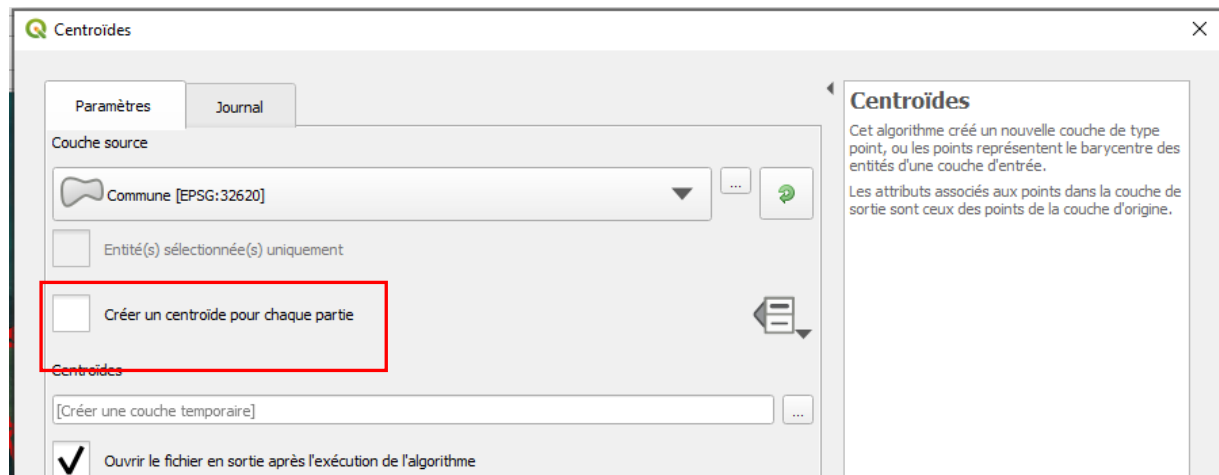 Centroïdes
Paramètres
Journal
Couche source
Commune [EPSG:32620]
...
Entité(s) sélectionnée(s) uniquement
Créer un centroïde pour chaque partie
Centroïdes
[Créer une couche temporaire]
...
Ouvrir le fichier en sortie après l'exécution de l'algorithme
Centroïdes
Cet algorithme créé un nouvelle couche de type
point, ou les points représentent le barycentre des
entités d'une couche d'entrée.
Les attributs associés aux points dans la couche de
sortie sont ceux des points de la couche d'origine.